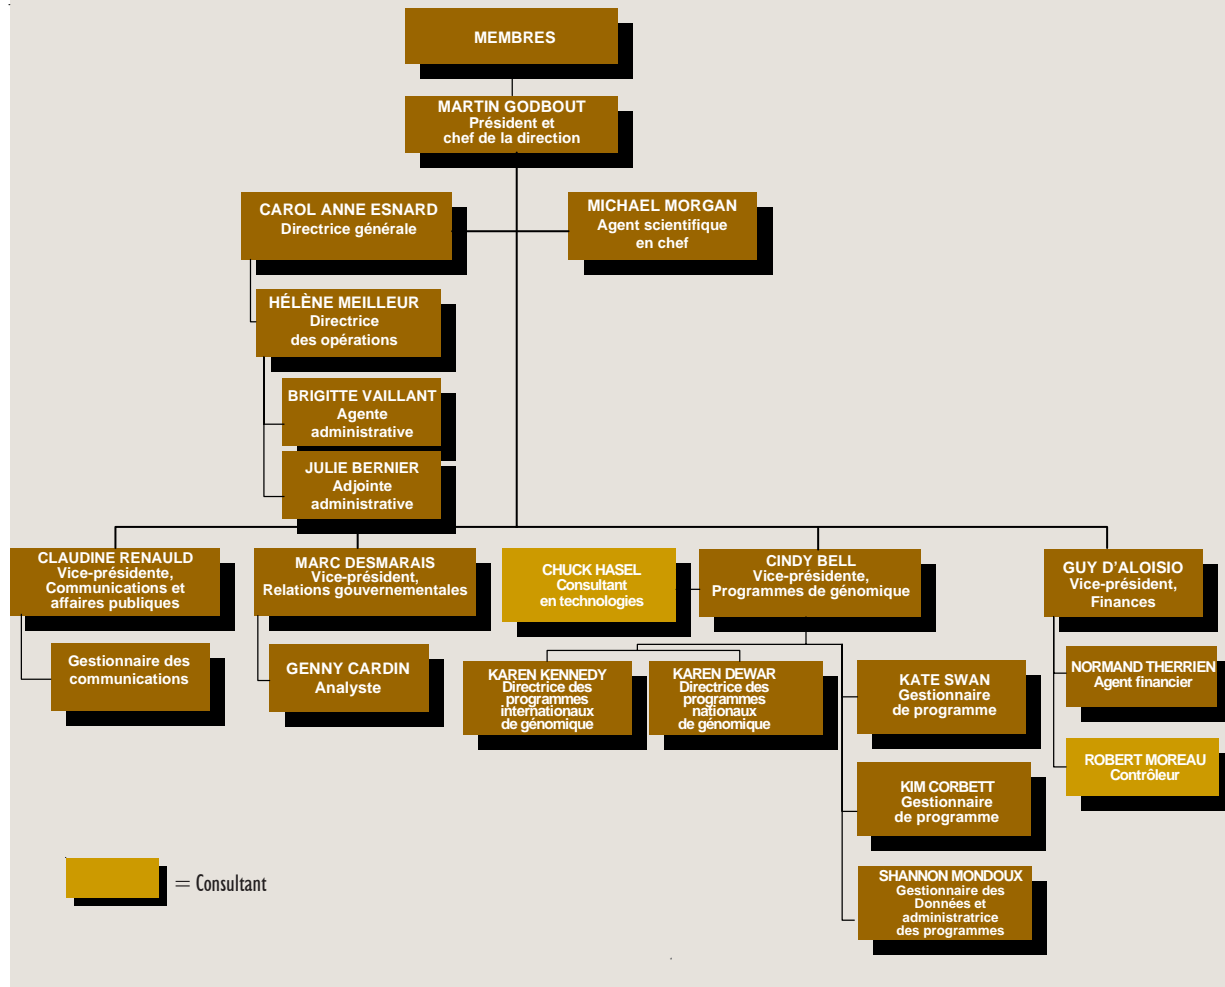 MEMBRES
MARTIN GODBOUT
Président et
chef de la direction
CAROL ANNE ESNARD
Directrice générale
MICHAEL MORGAN
Agent scientifique
en chef
HÉLÈNE MEILLEUR
Directrice
des opérations
BRIGITTE VAILLANT
Agente
administrative
JULIE BERNIER
Adjointe
administrative
CLAUDINE RENAULD
Vice-présidente,
Communications et
affaires publiques
Gestionnaire des
communications
MARC DESMARAIS
Vice-président,
Relations gouvernementales
GENNY CARDIN
Analyste
CHUCK HASEL
Consultant
en technologies
CINDY BELL
Vice-présidente,
Programmes de génomique
KAREN KENNEDY
Directrice des
programmes
internationaux
de génomique
KAREN DEWAR
Directrice des
programmes
nationaux
de génomique
KATE SWAN
Gestionnaire
de programme
KIM CORBETT
Gestionnaire
de programme
SHANNON MONDOUX
Gestionnaire des
Données et
administratrice
des programmes
GUY D'ALOISIO
Vice-président,
Finances
NORMAND THERRIEN
Agent financier
ROBERT MOREAU
Contrôleur
= Consultant